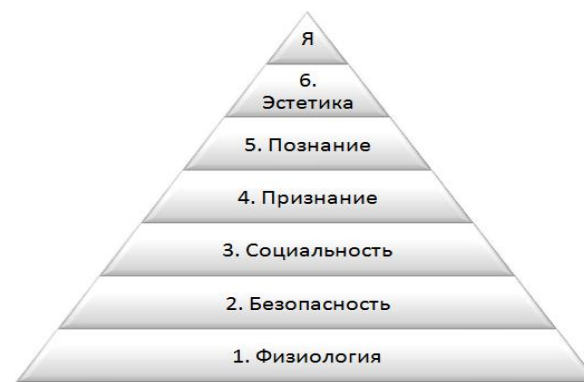 Я
6.
Эстетика
5. Познание
4. Признание
3. Социальность
2. Безопасность
1. Физиология